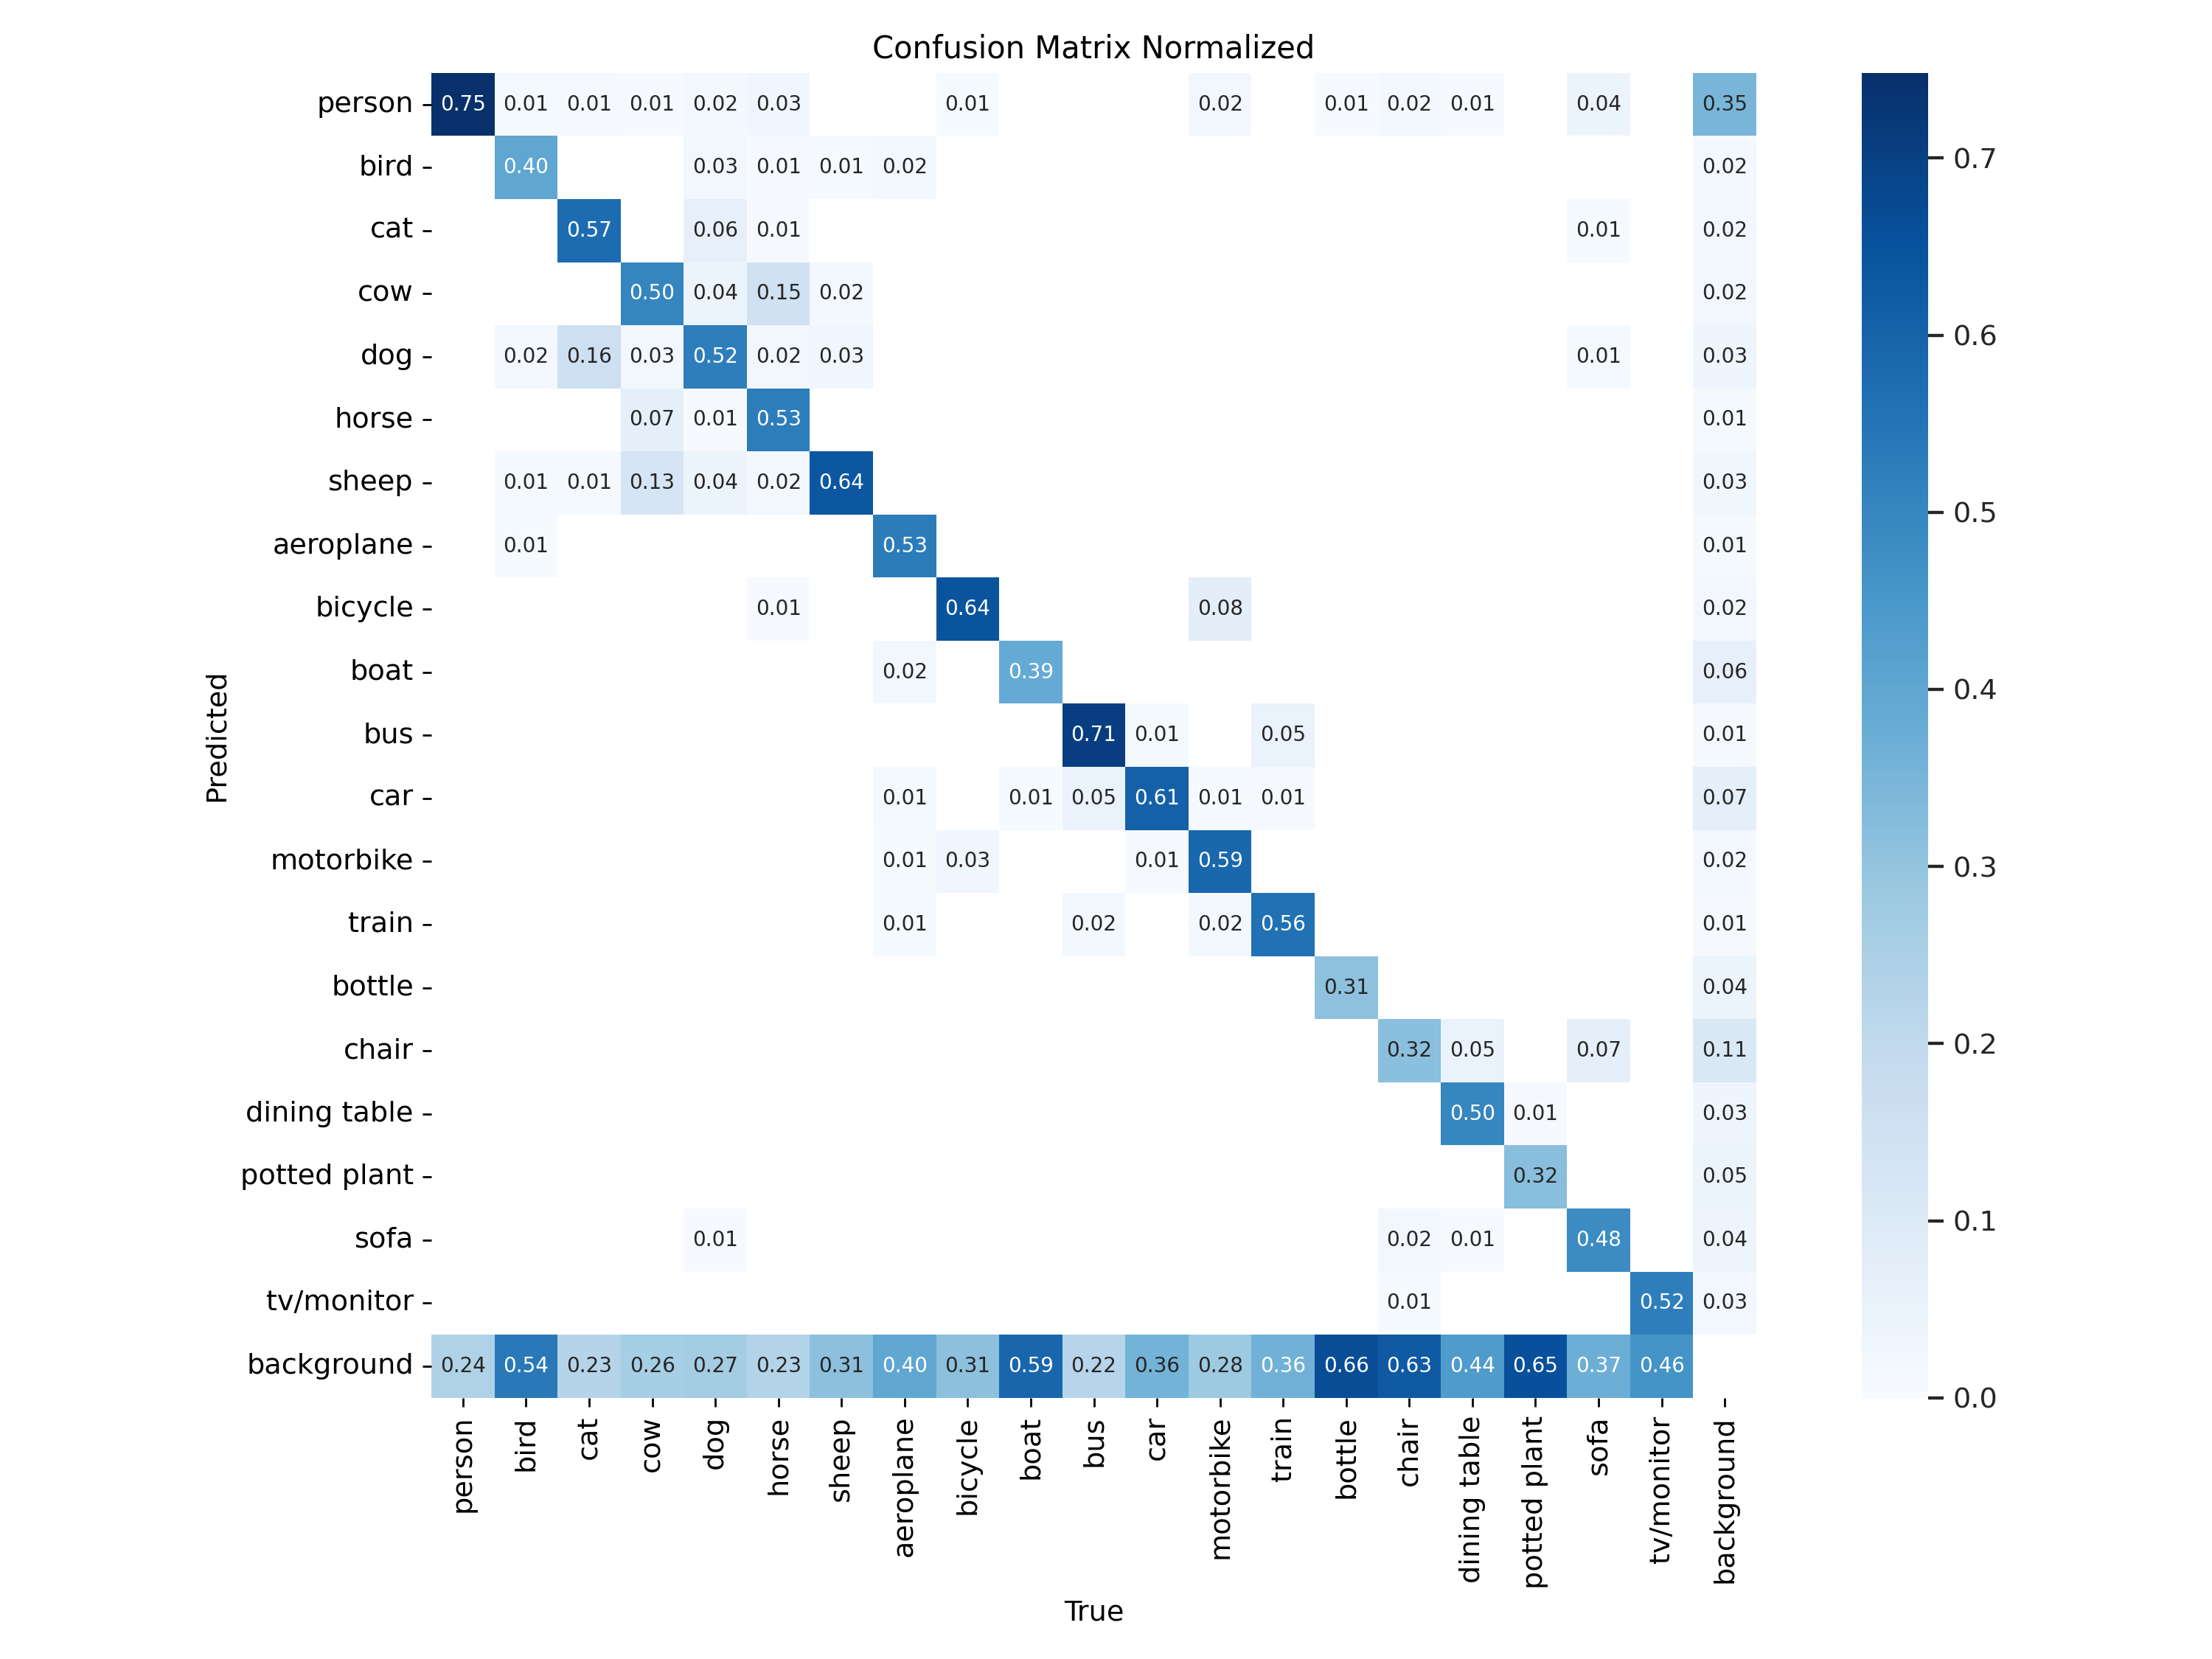 Confusion Matrix Normalized
person 0.75 0.01 0.01 0.01 0.02 0.03 0.01 0.02 0.01 0.02 0.01 0.04 0.35
bird 0.40 0.03 0.01 0.01 0.02 0.02
cat 0.57 0.06 0.01 0.01 0.02
cow 0.50 0.04 0.15 0.02 0.02
dog 0.02 0.16 0.03 0.52 0.02 0.03 0.01 0.03
horse 0.07 0.01 0.53 0.01
sheep 0.01 0.01 0.13 0.04 0.02 0.64 0.03
aeroplane 0.01 0.53 0.01
bicycle 0.01 0.64 0.08 0.02
boat 0.02 0.39 0.06
bus 0.71 0.01 0.05 0.01
car 0.01 0.01 0.05 0.61 0.01 0.01 0.07
motorbike 0.01 0.03 0.01 0.59 0.02
train 0.01 0.02 0.02 0.56 0.01
bottle 0.31 0.04
chair 0.32 0.05 0.07 0.11
dining table 0.50 0.01 0.03
potted plant 0.32 0.05
sofa 0.01 0.02 0.01 0.48 0.04
tv/monitor 0.01 0.52 0.03
background 0.24 0.54 0.23 0.26 0.27 0.23 0.31 0.40 0.31 0.59 0.22 0.36 0.28 0.36 0.66 0.63 0.44 0.65 0.37 0.46
person bird cat cow dog horse sheep aeroplane bicycle boat bus car motorbike train bottle chair dining table potted plant sofa tv/monitor background
True
Predicted
0.7
0.6
0.5
0.4
0.3
0.2
0.1
0.0